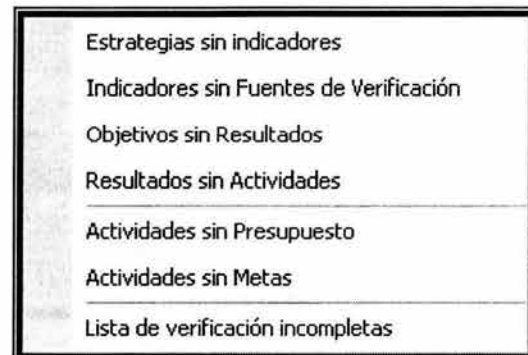 Estrategias sin indicadores
Indicadores sin Fuentes de Verificación
Objetivos sin Resultados
Resultados sin Actividades
Actividades sin Presupuesto
Actividades sin Metas
Lista de verificación incompletas